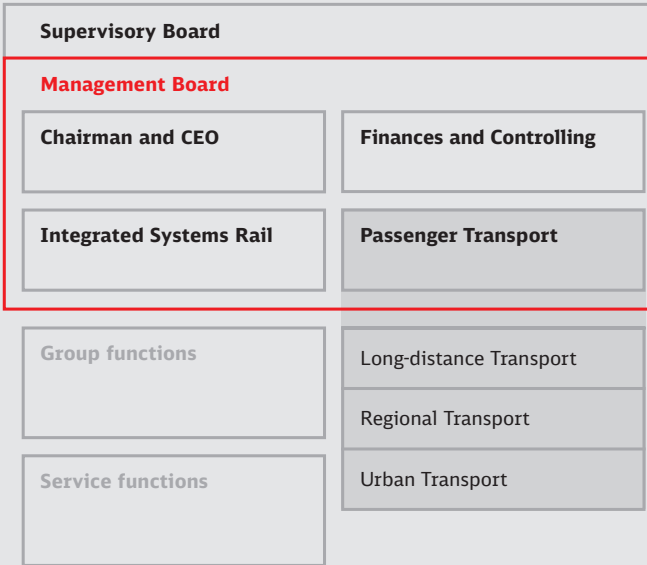 Supervisory Board
Management Board
Chairman and CEO
Finances and Controlling
Integrated Systems Rail
Passenger Transport
Group functions
Long-distance Transport
Regional Transport
Service functions
Urban Transport